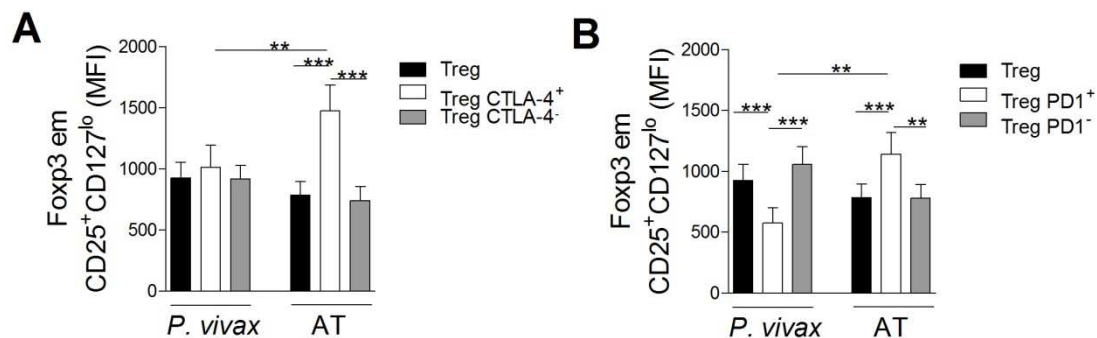 A
Foxp3 em
CD25+CD127lo (MFI)
2000
1500
1000
500
0
**
***
***
Treg
Treg CTLA-4+
Treg CTLA-4-
P. vivax
AT
B
Foxp3 em
CD25+CD127lo (MFI)
2000
1500
1000
500
0
**
***
***
***
**
Treg
Treg PD1+
Treg PD1-
P. vivax
AT